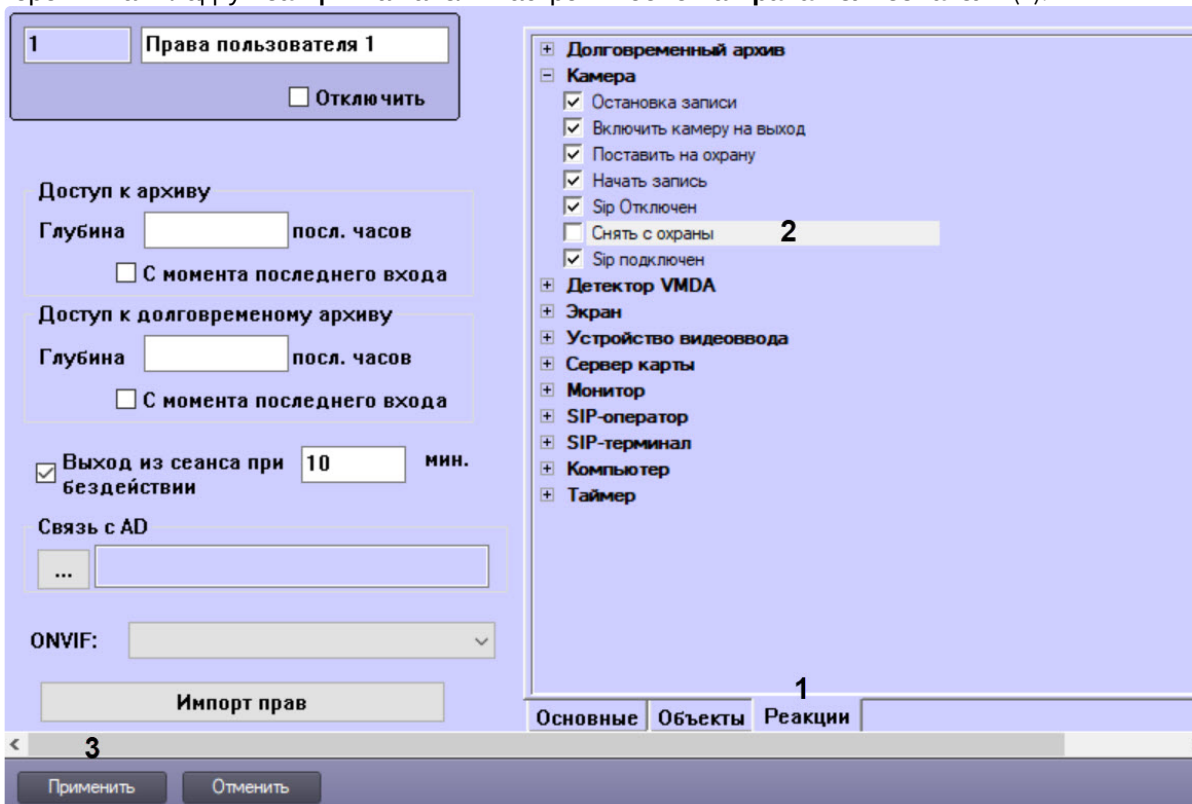 1
Права пользователя 1
Отключить
Доступ к архиву
Глубина посл. часов
С момента последнего входа
Доступ к долговременому архиву
Глубина посл. часов
С момента последнего входа
Выход из сеанса при 10 мин.
бездействии
Связь с AD
...
ONVIF:
Импорт прав
Долговременный архив
Камера
Остановка записи
Включить камеру на выход
Поставить на охрану
Начать запись
Sip Отключен
Снять с охраны 2
Sip подключен
Детектор VMDA
Экран
Устройство видеоввода
Сервер карты
Монитор
SIP-оператор
SIP-терминал
Компьютер
Таймер
1
Основные Объекты Реакции
3
Применить Отменить